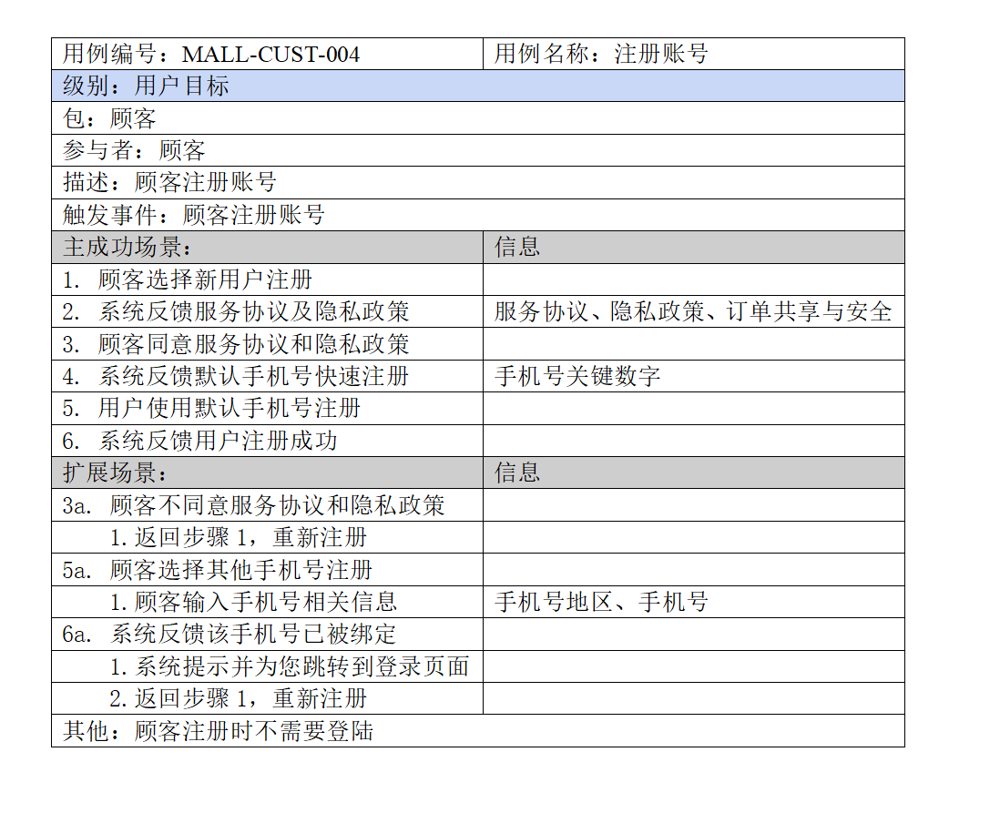 用例编号：MALL-CUST-004 用例名称：注册账号
级别：用户目标
包：顾客
参与者：顾客
描述：顾客注册账号
触发事件：顾客注册账号
主成功场景： 信息
1. 顾客选择新用户注册
2. 系统反馈服务协议及隐私政策 服务协议、隐私政策、订单共享与安全
3. 顾客同意服务协议和隐私政策
4. 系统反馈默认手机号快速注册 手机号关键数字
5. 用户使用默认手机号注册
6. 系统反馈用户注册成功
扩展场景： 信息
3a. 顾客不同意服务协议和隐私政策
1.返回步骤 1，重新注册
5a. 顾客选择其他手机号注册
1.顾客输入手机号相关信息 手机号地区、手机号
6a. 系统反馈该手机号已被绑定
1.系统提示并为您跳转到登录页面
2.返回步骤 1，重新注册
其他：顾客注册时不需要登陆